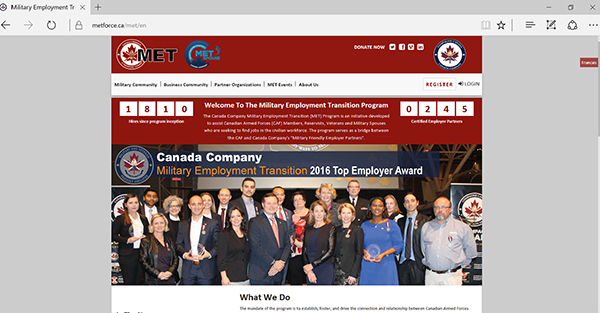 Military Employment Tr
metforce.ca/met/en
MET
MET
DONATE NOW
Français
Military Community | Business Community | Partner Organizations | MET Events | About Us
REGISTER
LOGIN
1 8 1 0
Hires since program inception
Welcome To The Military Employment Transition Program
The Canada Company Military Employment Transition (MET) Program is an initiative developed
to assist Canadian Armed Forces (CAF) Members, Reservists, Veterans and Military Spouses
who are seeking to find jobs in the civilian workforce. The program serves as a bridge between
the CAF and Canada Company's "Military Friendly Employer Partners".
0 2 4 5
Certified Employer Partners
Canada Company
Military Employment Transition 2016 Top Employer Award
What We Do
The mandate of the program is to establish, foster, and drive the connection and relationship between Canadian Armed Forces